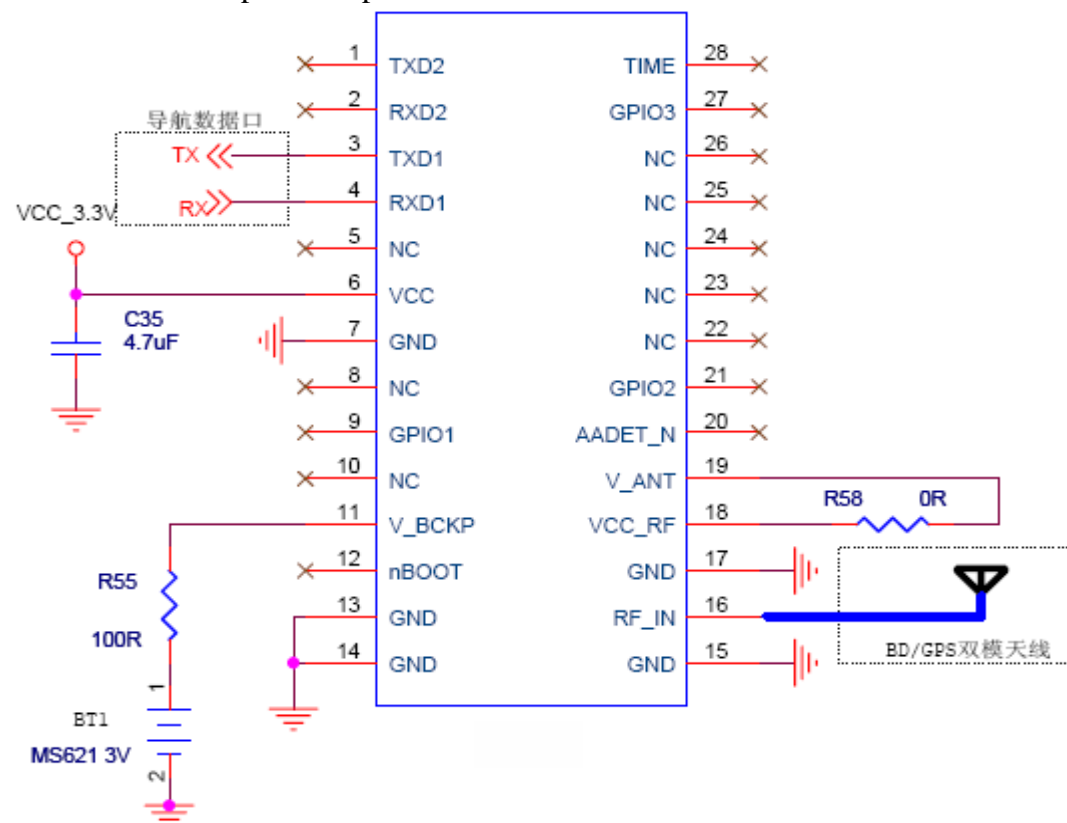 1 TXD2 TIME 28
2 RXD2 GPIO3 27
导航数据口
TX 3 TXD1 NC 26
RX 4 RXD1 NC 25
VCC_3.3V
5 NC NC 24
6 VCC NC 23
C35
4.7uF
7 GND NC 22
8 NC GPIO2 21
9 GPIO1 AADET_N 20
10 NC V_ANT 19
R58 0R
11 V_BCKP VCC_RF 18
12 nBOOT GND 17
R55
100R
13 GND RF_IN 16
14 GND GND 15
BD/GPS双模天线
1
BT1
MS621 3V
2